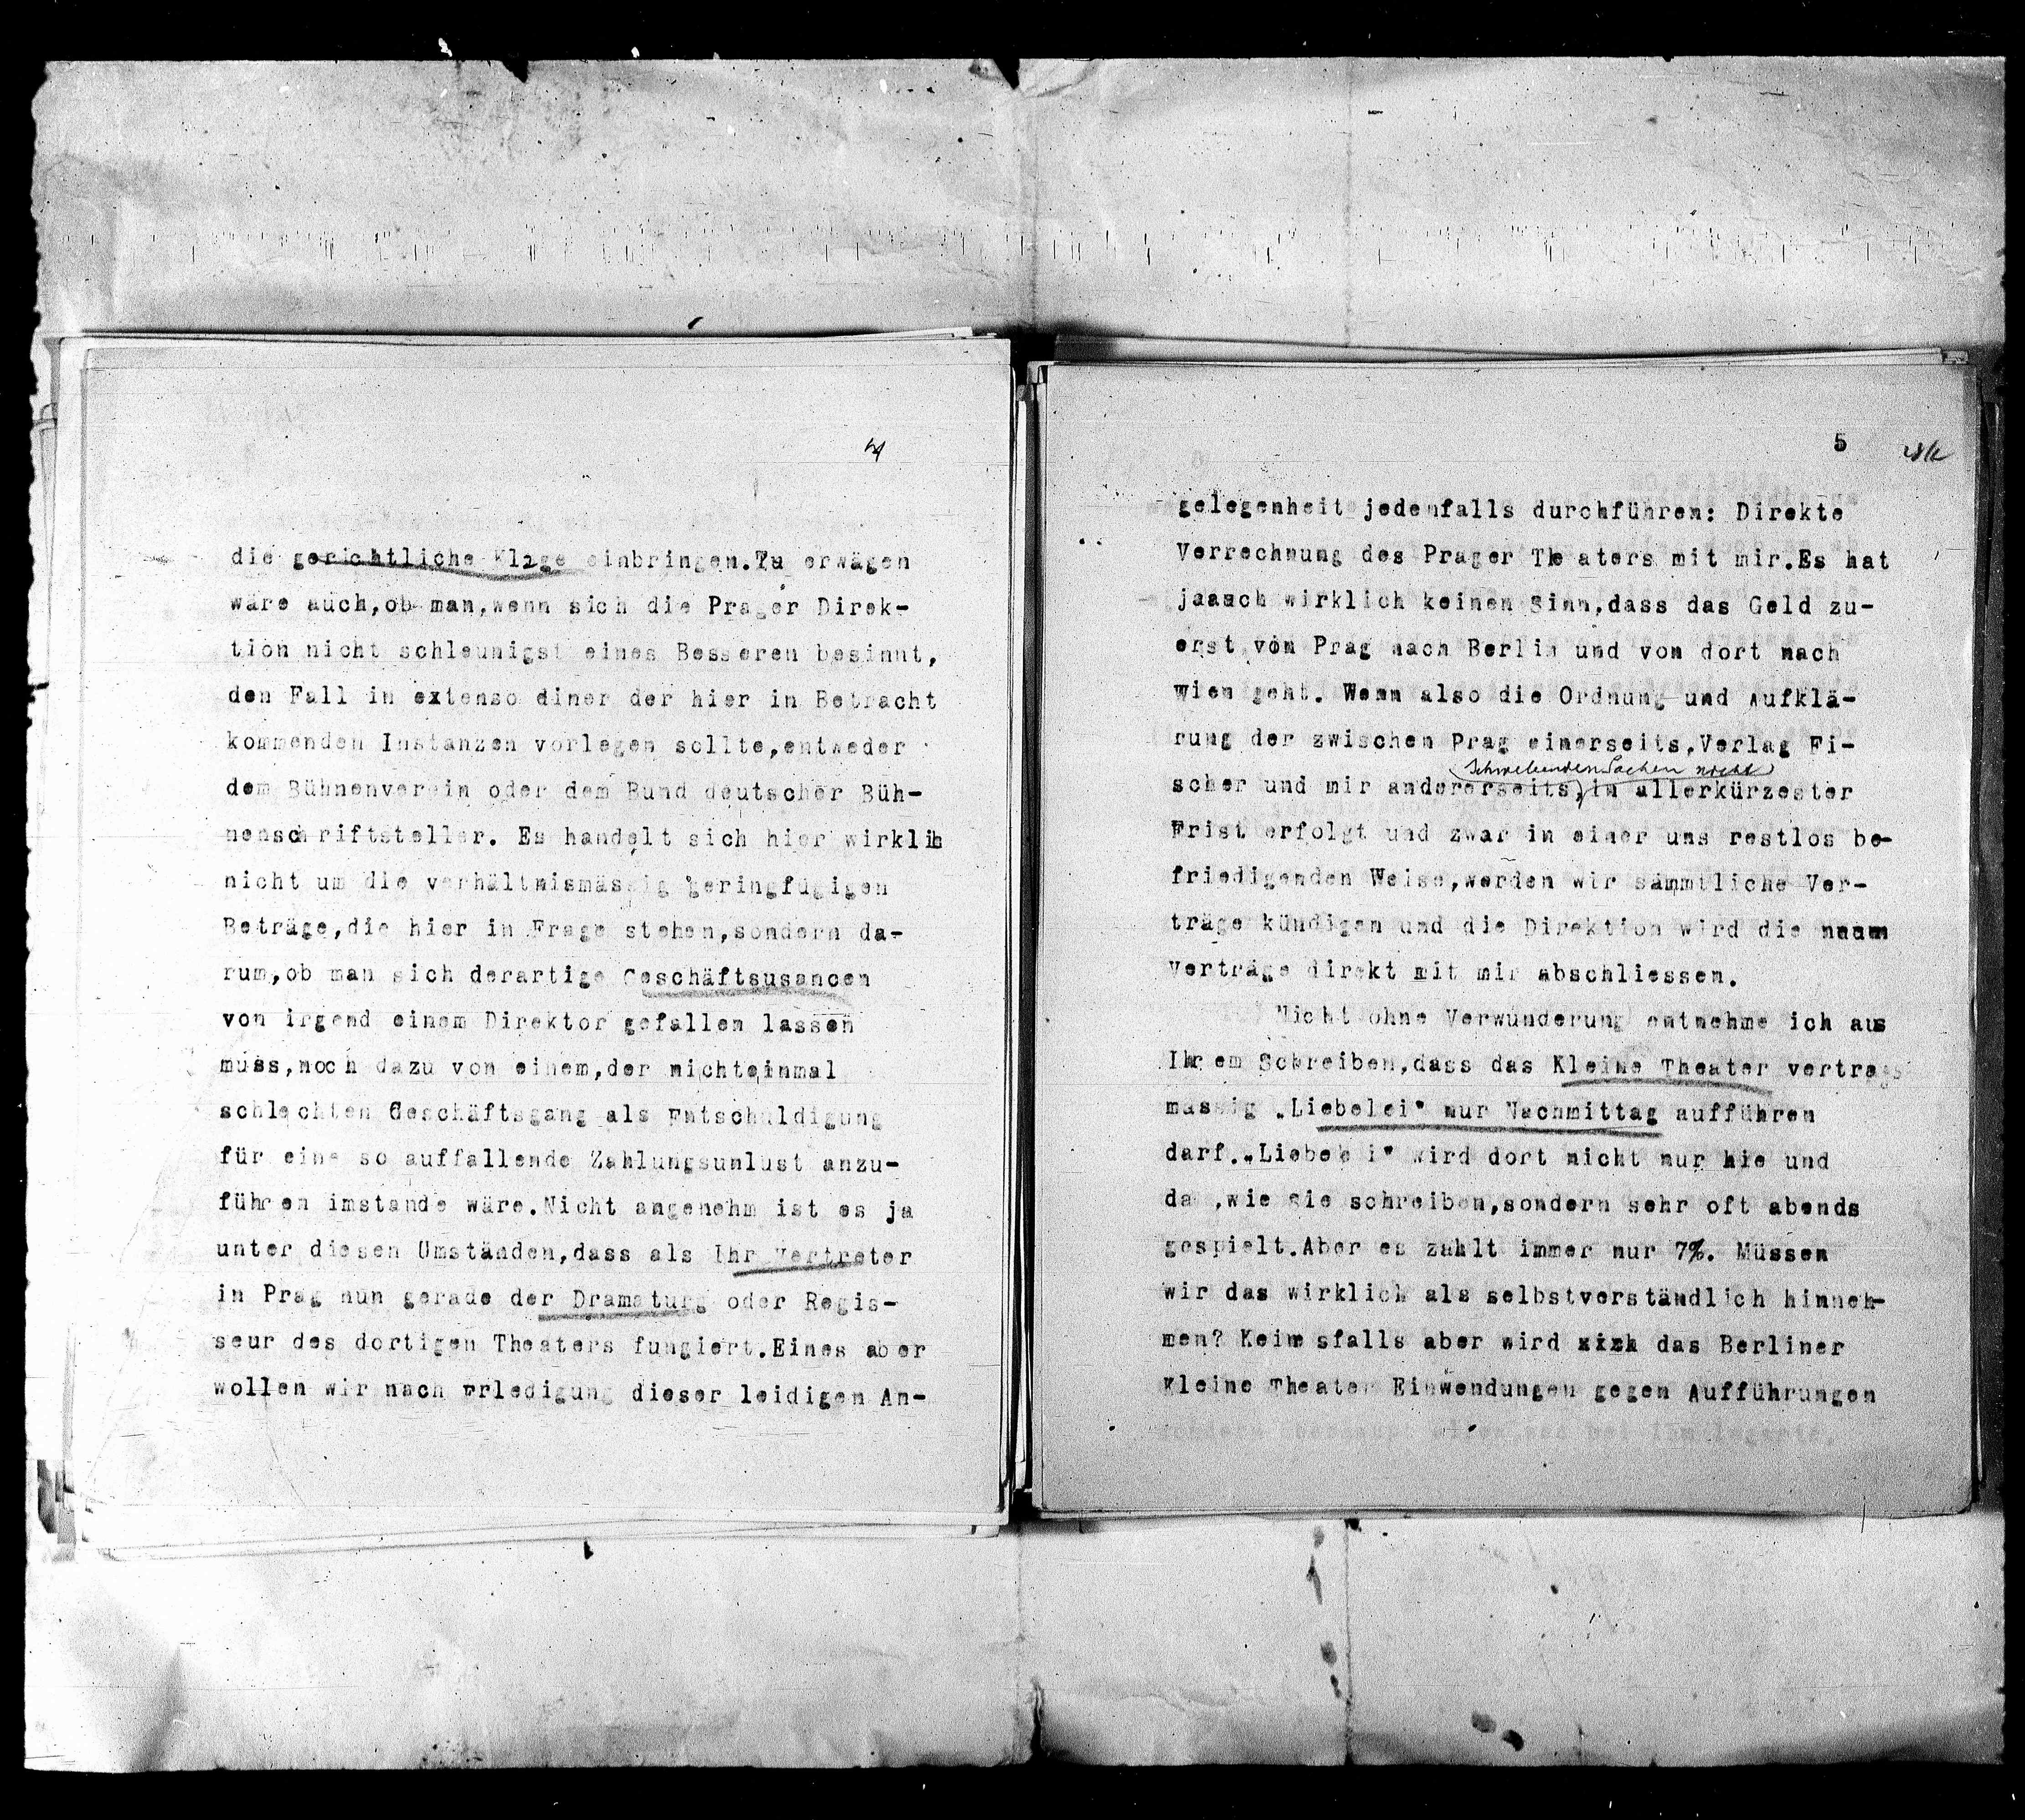 4
die gerichtliche Klage einbringen.Zu erwägen
wäre auch,ob man,wenn sich die Prager Direk-
tion nicht schleunigst eines Besseren besinnt,
den Fall in extenso diner der hier in Betracht
kommenden Instanzen vorlegen sollte,entweder
dem Bühnenverein oder dem Bund deutscher Büh-
nenschriftsteller. Es handelt sich hier wirklih
nicht um die verhältnismässig geringfügigen
Beträge,die hier in Frage stehen,sondern da-
rum,ob man sich derartige Geschäftsusancen
von irgend einem Direktor gefallen lassen
muss,noch dazu von einem,der nichteinmal
schlechten Geschäftsgang als Entschuldigung
für eine so auffallende Zahlungsunlust anzu-
führen imstande wäre.Nicht angenehm ist es ja
unter diesen Umständen,dass als Ihr Vertreter
in Prag nun gerade der Dramaturg oder Regis-
seur des dortigen Theaters fungiert.Eines aber
wollen wir nach Erledigung dieser leidigen An-
5
gelegenheit jedenfalls durchführen: Direkte
Verrechnung des Prager Theaters mit mir.Es hat
jaauch wirklich keinen Sinn,dass das Geld zu-
erst von Prag nach Berlin und von dort nach
Wien geht. Wenn also die Ordnung und Aufklä-
rung der zwischen Prag einerseits,Verlag Fi-
schwebenden Sachen nicht
scher und mir andererseits,in allerkürzester
Frist erfolgt und zwar in einer uns restlos be-
friedigenden Weise,werden wir sämmtliche Ver-
träge kündigen und die Direktion wird die
Verträge direkt mit mir abschliessen.
Nicht ohne Verwunderung entnehme ich aus
Ihrem Schreiben,dass das Kleine Theater vertrags
mässig „Liebelei" nur Nachmittag aufführen
darf.„Liebelei" wird dort nicht nur hie und
da ,wie sie schreiben,sondern sehr oft abends
gespielt.Aber es zahlt immer nur 7%. Müssen
wir das wirklich als selbstverständlich hinneh-
men? Keinesfalls aber wird das Berliner
Kleine Theater Einwendungen gegen Aufführungen